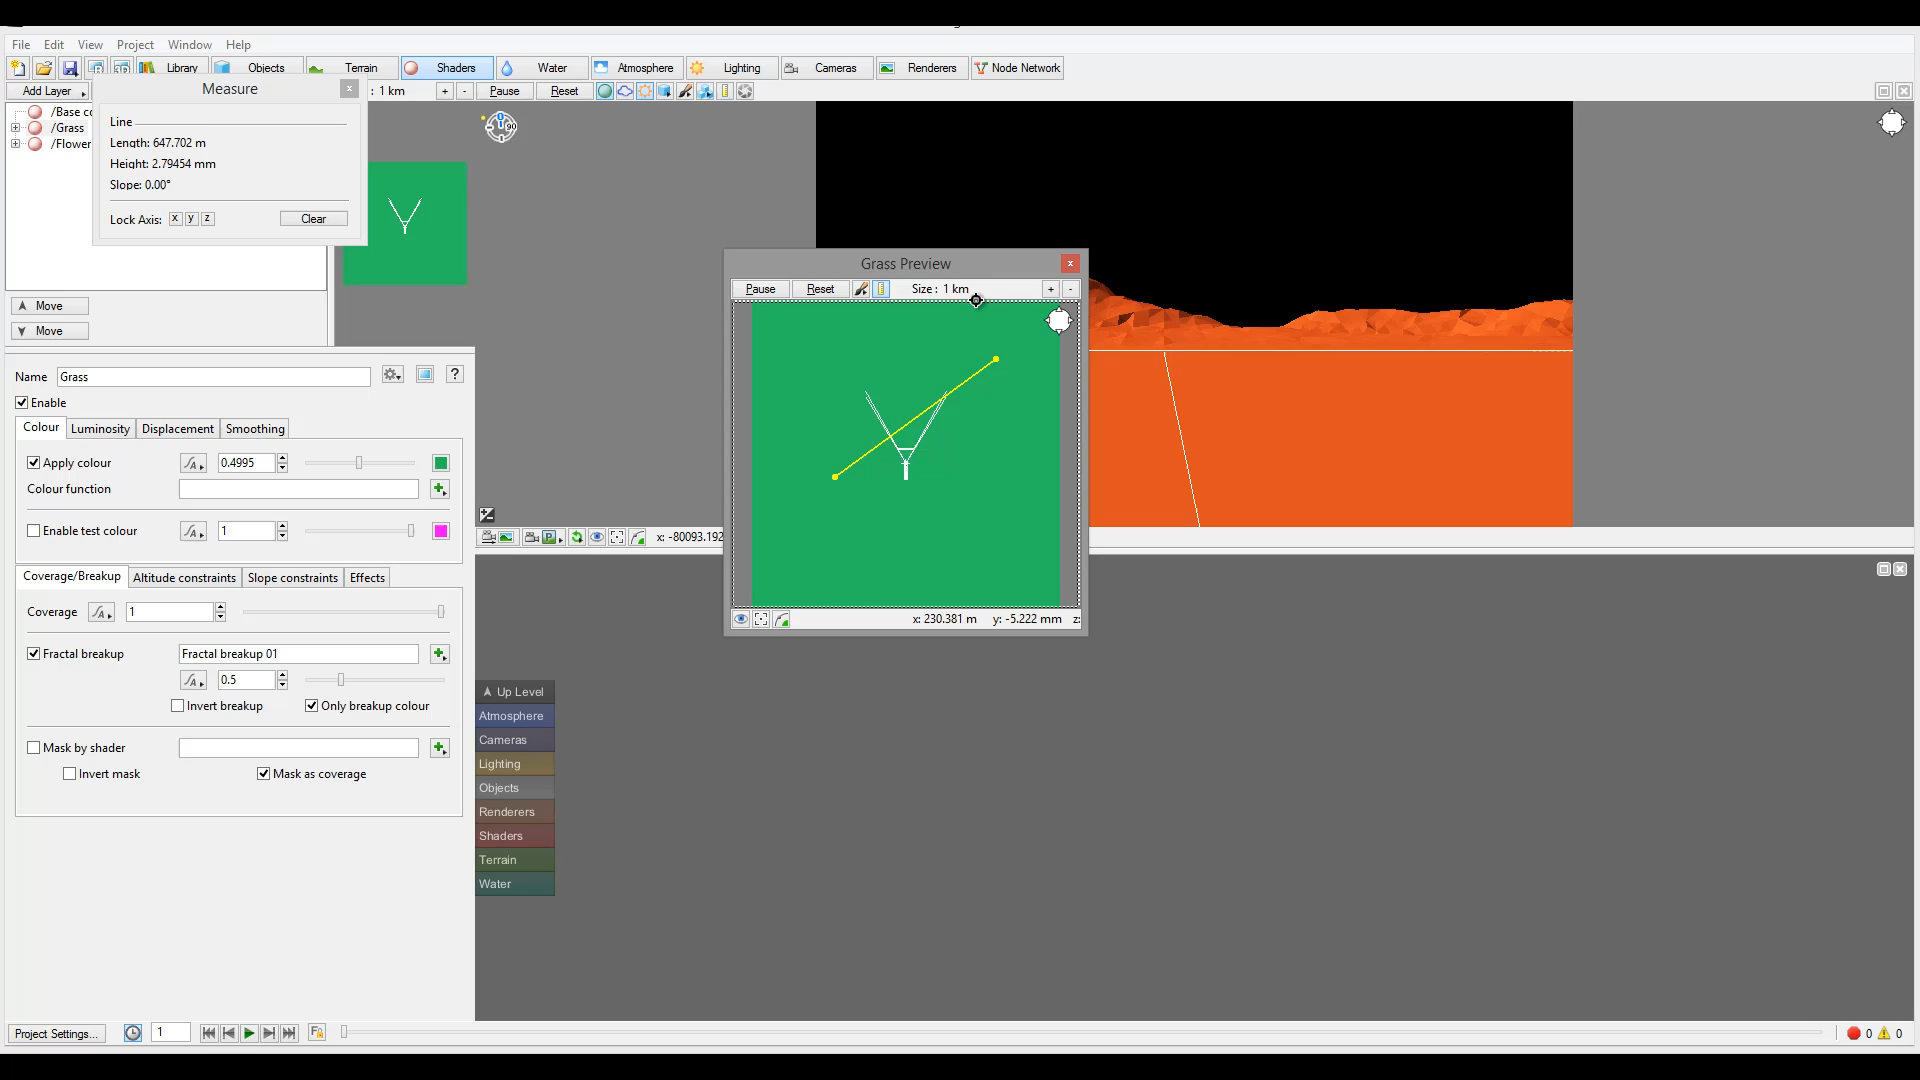 File Edit View Project Window Help
Library Objects Terrain Shaders Water Atmosphere Lighting Cameras Renderers Node Network
Add Layer
Measure
x
: 1 km + - Pause Reset
/Base co
/Grass
/Flower
Line
Length: 647.702 m
Height: 2.79454 mm
Slope: 0.00°
Lock Axis: x y z Clear
90
Move
Move
Grass Preview
x
Pause Reset Size : 1 km + -
x: 230.381 m y: -5.222 mm z:
x: -80093.192
Name Grass ?
Enable
Colour Luminosity Displacement Smoothing
Apply colour 0.4995
Colour function
Enable test colour 1
Coverage/Breakup Altitude constraints Slope constraints Effects
Coverage 1
Fractal breakup Fractal breakup 01
0.5
Invert breakup Only breakup colour
Mask by shader
Invert mask Mask as coverage
Up Level
Atmosphere
Cameras
Lighting
Objects
Renderers
Shaders
Terrain
Water
Project Settings... 1 0 0